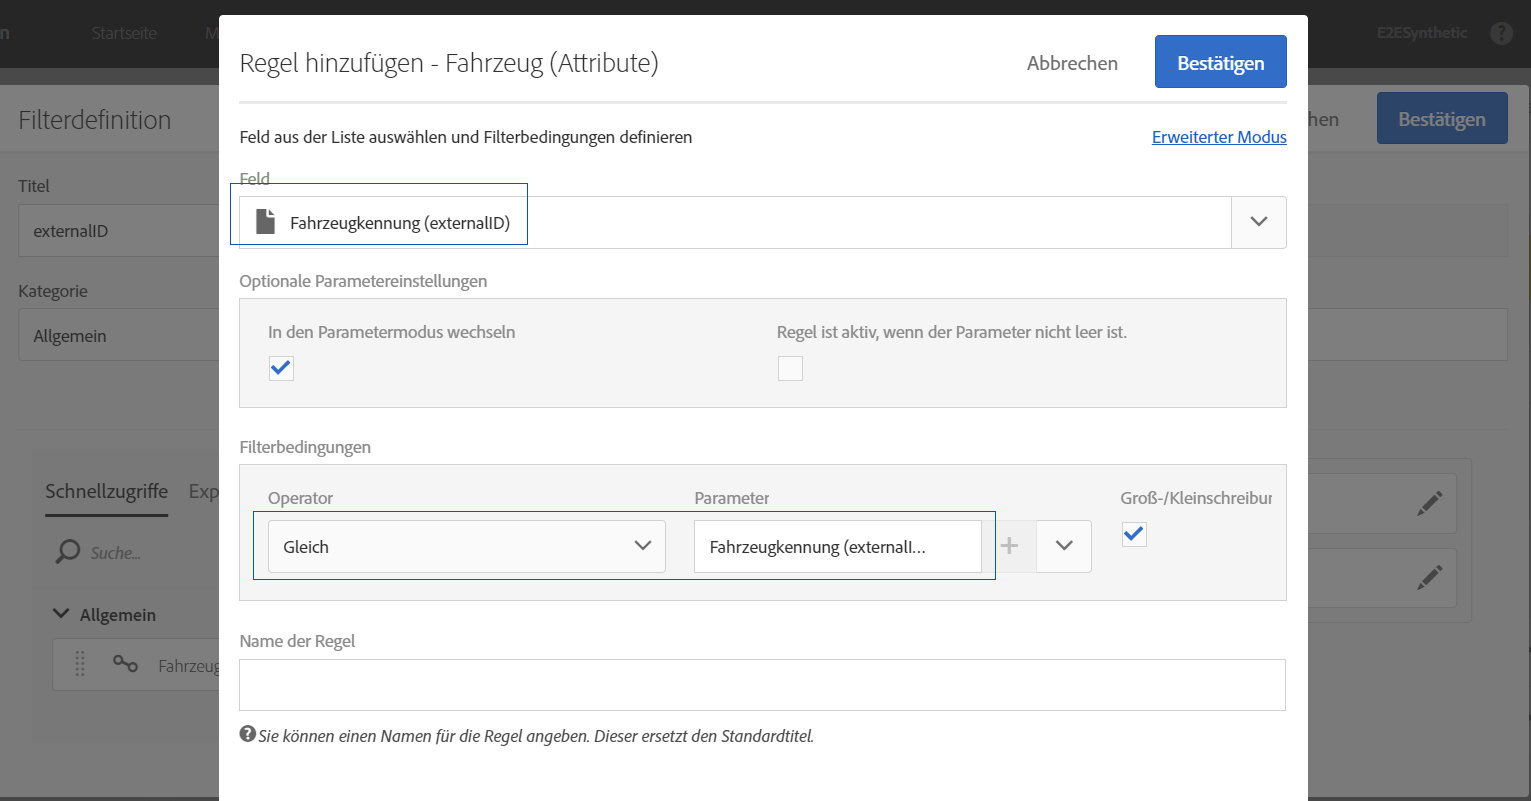 Startseite
E2ESynthetic
Regel hinzufügen - Fahrzeug (Attribute)
Abbrechen
Bestätigen
Filterdefinition
Bestätigen
Feld aus der Liste auswählen und Filterbedingungen definieren
Erweiterter Modus
Titel
externalID
Feld
Fahrzeugkennung (externalID)
Kategorie
Allgemein
Optionale Parametereinstellungen
In den Parametermodus wechseln
Regel ist aktiv, wenn der Parameter nicht leer ist.
Filterbedingungen
Operator
Parameter
Groß-/Kleinschreibur
Gleich
Fahrzeugkennung (externalI...
Schnellzugriffe
Exp
Suche...
Allgemein
Fahrzeug
Name der Regel
Sie können einen Namen für die Regel angeben. Dieser ersetzt den Standardtitel.